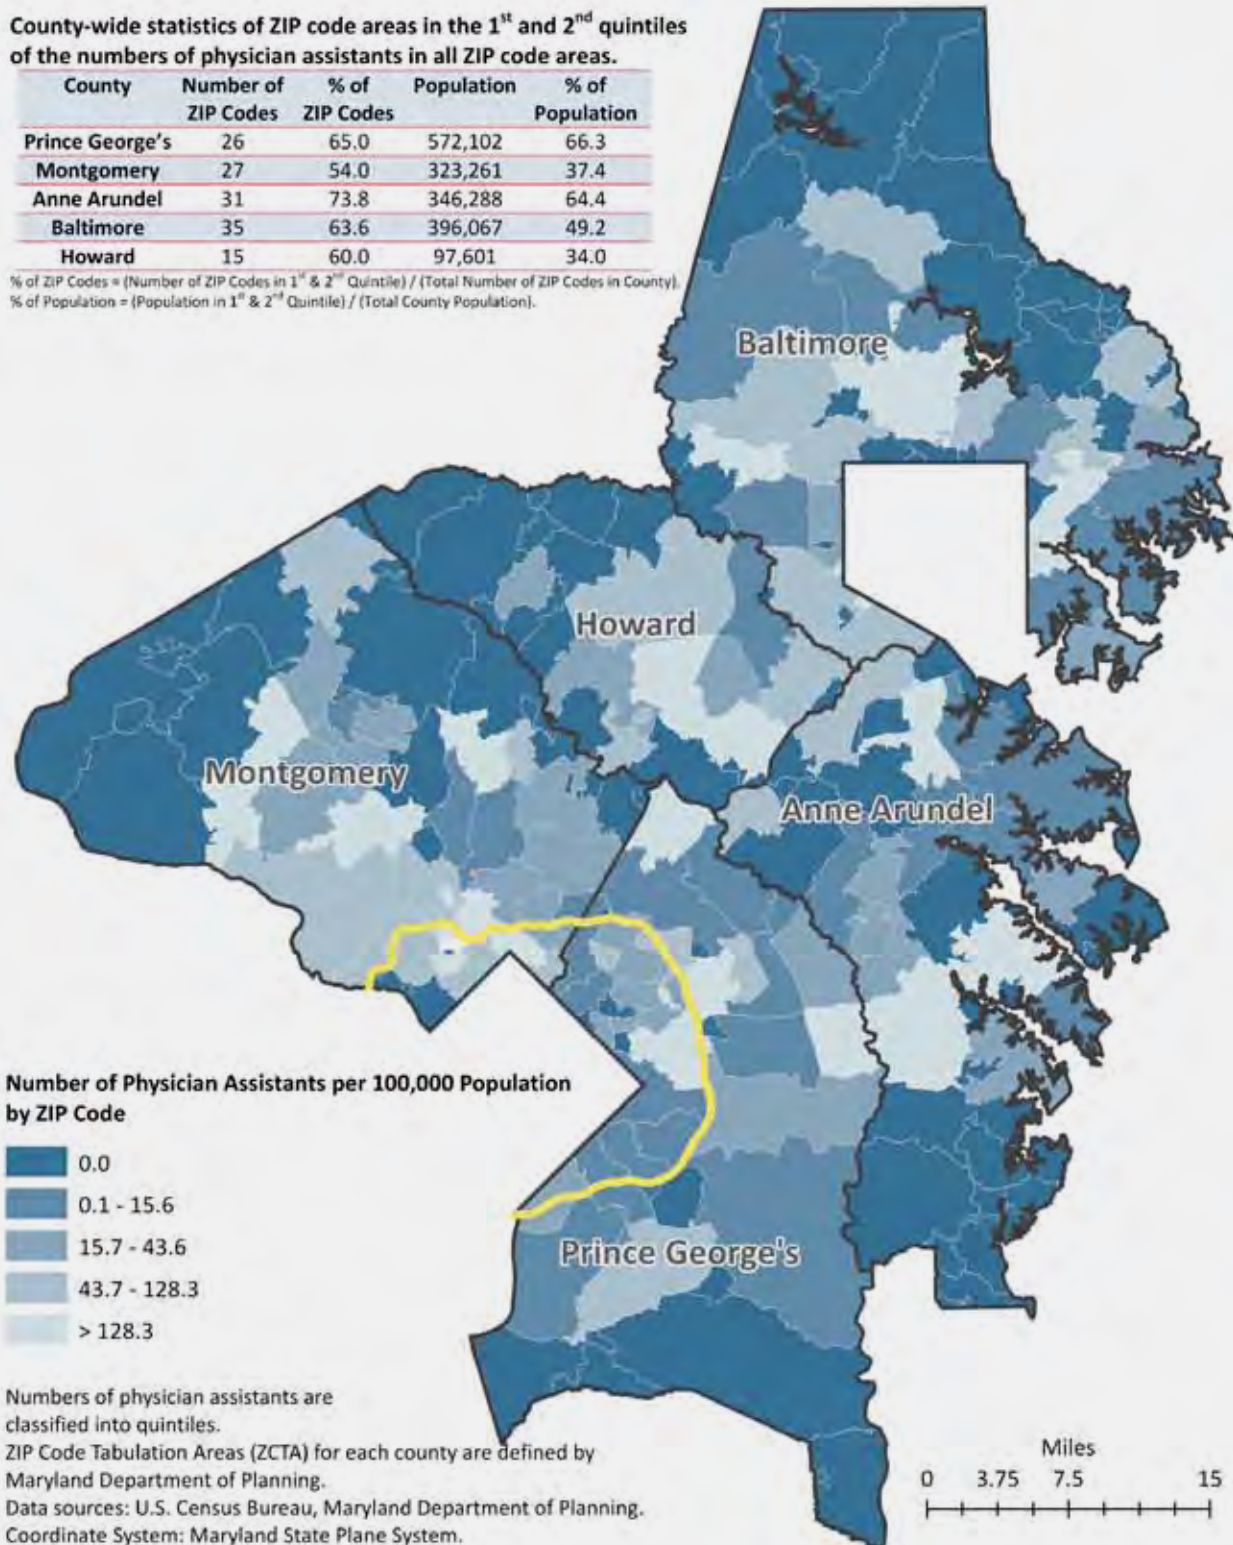 County-wide statistics of ZIP code areas in the 1st and 2nd quintiles
of the numbers of physician assistants in all ZIP code areas.
County Number of ZIP Codes % of ZIP Codes Population % of Population
Prince George's 26 65.0 572,102 66.3
Montgomery 27 54.0 323,261 37.4
Anne Arundel 31 73.8 346,288 64.4
Baltimore 35 63.6 396,067 49.2
Howard 15 60.0 97,601 34.0
% of ZIP Codes = (Number of ZIP Codes in 1st & 2nd Quintile) / (Total Number of ZIP Codes in County).
% of Population = (Population in 1st & 2nd Quintile) / (Total County Population).
Baltimore
Howard
Montgomery
Anne Arundel
Prince George's
Number of Physician Assistants per 100,000 Population
by ZIP Code
0.0
0.1 - 15.6
15.7 - 43.6
43.7 - 128.3
> 128.3
Numbers of physician assistants are
classified into quintiles.
ZIP Code Tabulation Areas (ZCTA) for each county are defined by
Maryland Department of Planning.
Data sources: U.S. Census Bureau, Maryland Department of Planning.
Coordinate System: Maryland State Plane System.
Miles
0 3.75 7.5 15